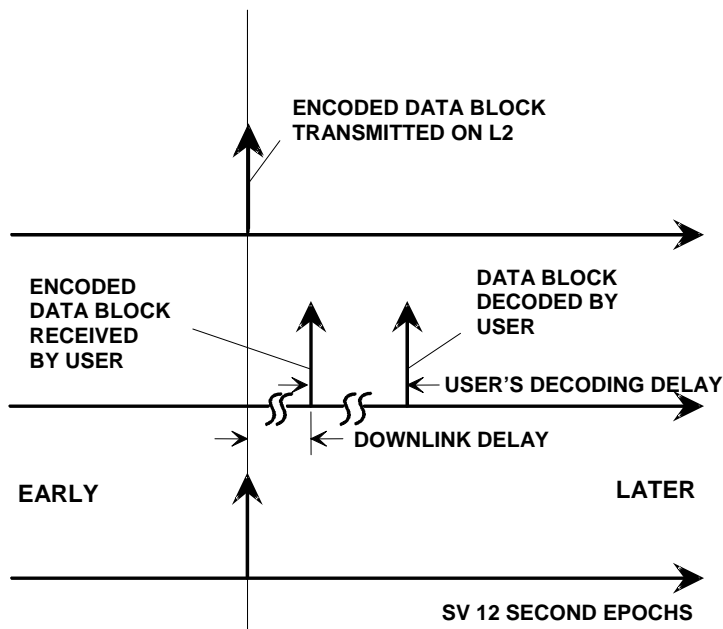 ENCODED DATA BLOCK
TRANSMITTED ON L2
ENCODED
DATA BLOCK
RECEIVED
BY USER
DATA BLOCK
DECODED BY
USER
USER'S DECODING DELAY
DOWNLINK DELAY
EARLY
LATER
SV 12 SECOND EPOCHS